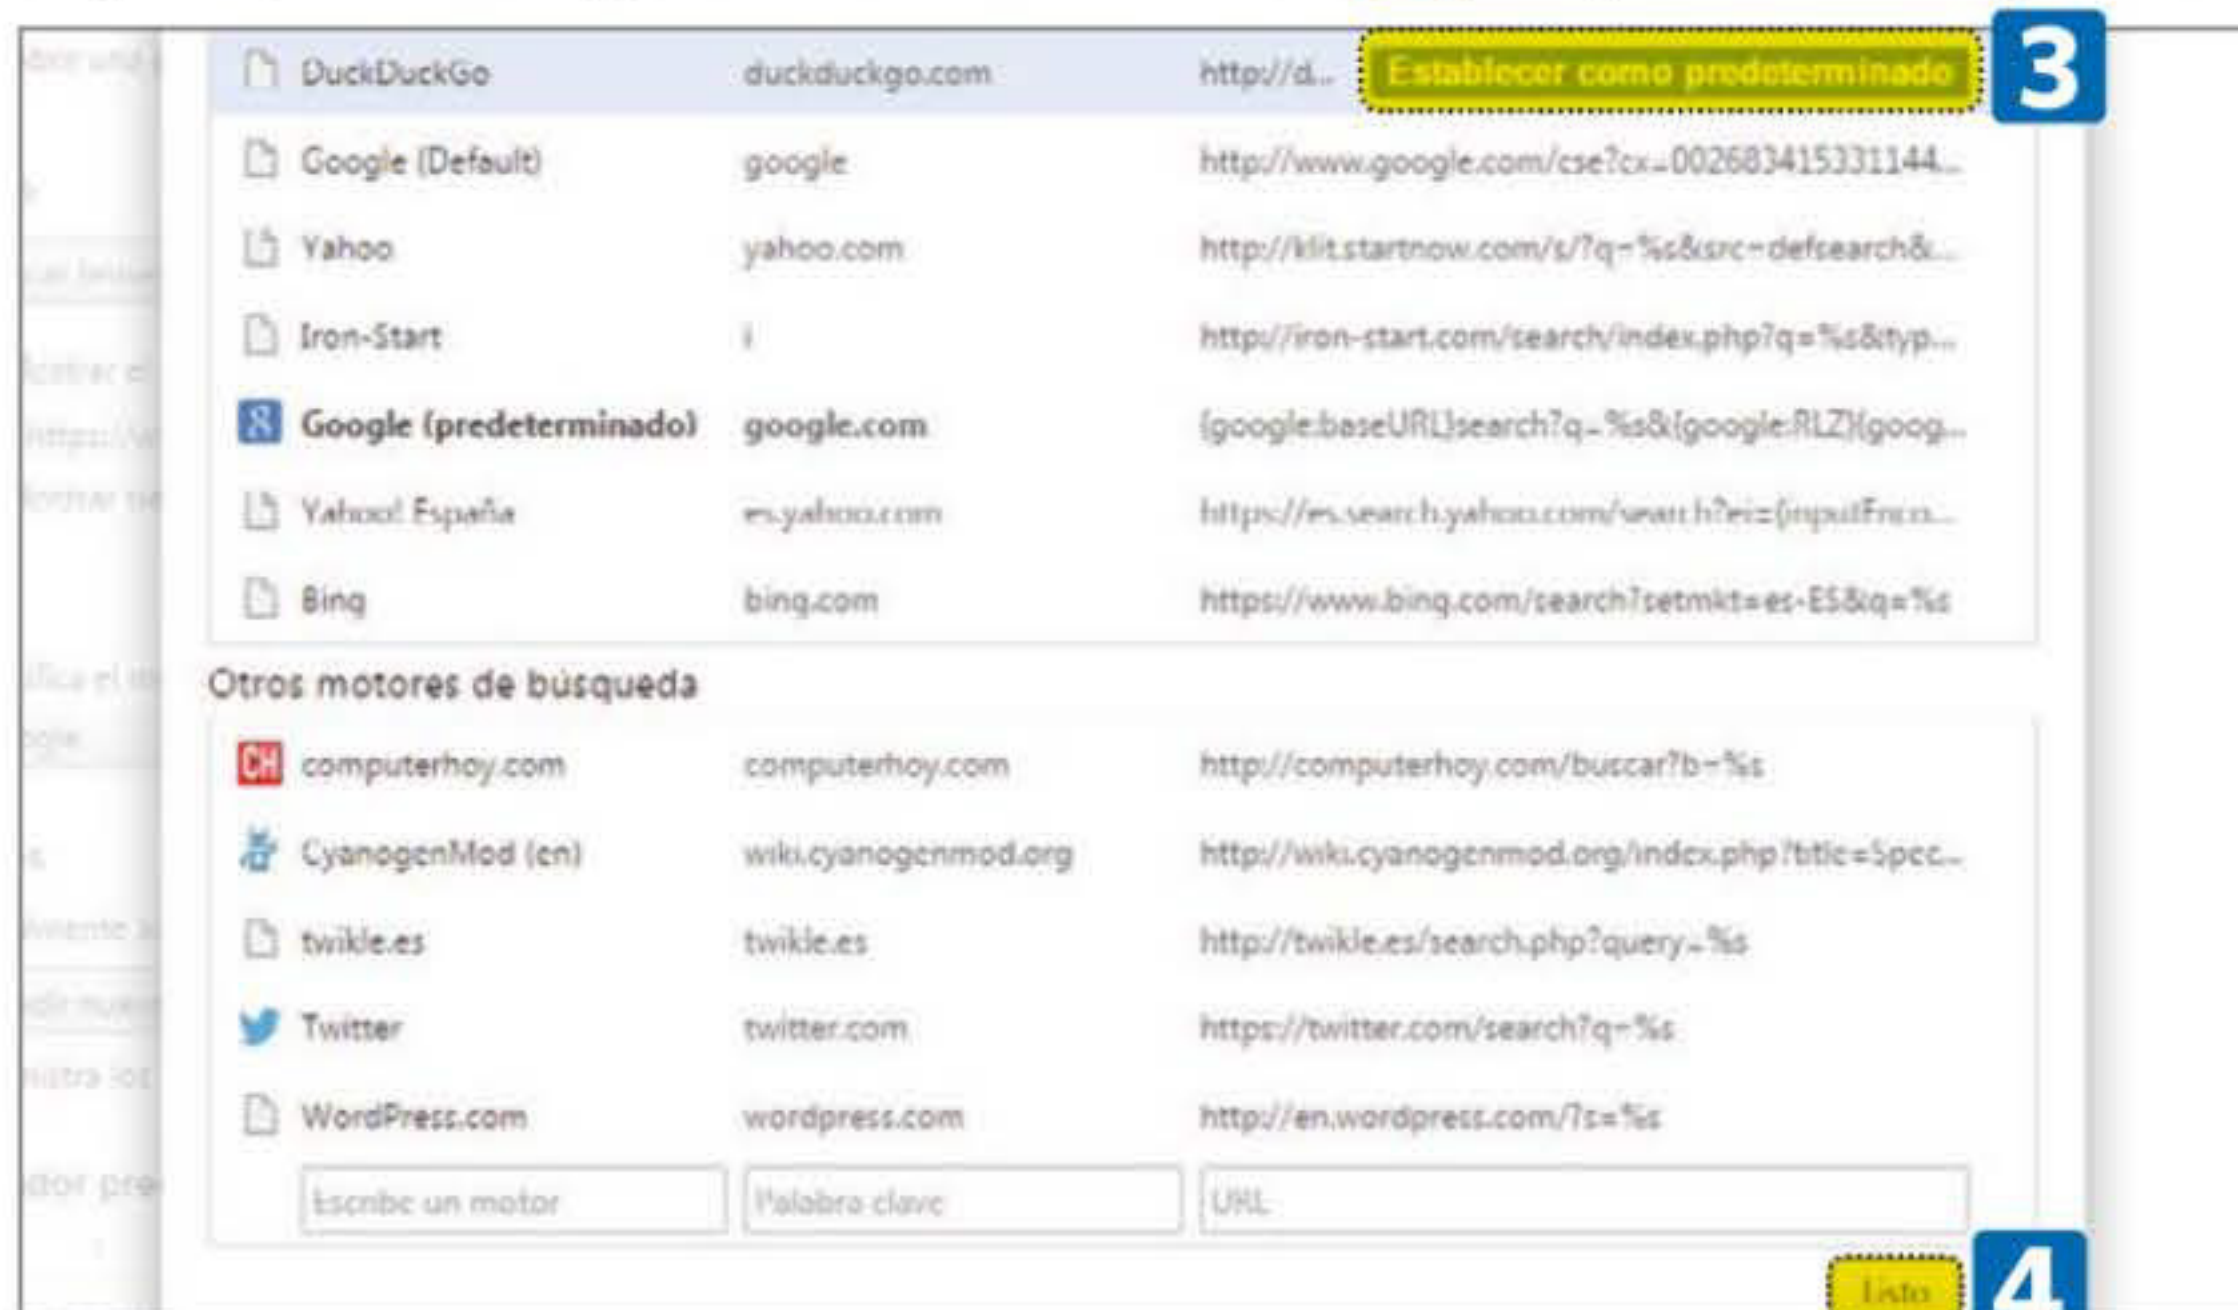 DuckDuckGo duckduckgo.com http://d... Establecer como predeterminado 3
Google (Default) google http://www.google.com/cse?cx=002683415331144...
Yahoo yahoo.com http://klit.startnow.com/s/?q=%s&src=defsearch&...
Iron-Start i http://iron-start.com/search/index.php?q=%s&typ...
8 Google (predeterminado) google.com {google:baseURL}search?q=%s&{google:RLZ}{goog...
Yahoo! España es.yahoo.com https://es.search.yahoo.com/search?ei={inputEnco...
Bing bing.com https://www.bing.com/search?setmkt=es-ES&q=%s
Otros motores de búsqueda
CH computerhoy.com computerhoy.com http://computerhoy.com/buscar?b=%s
CyanogenMod (en) wiki.cyanogenmod.org http://wiki.cyanogenmod.org/index.php?title=Spec...
twikle.es twikle.es http://twikle.es/search.php?query=%s
Twitter twitter.com https://twitter.com/search?q=%s
WordPress.com wordpress.com http://en.wordpress.com/?s=%s
Escribe un motor Palabra clave URL
Listo 4